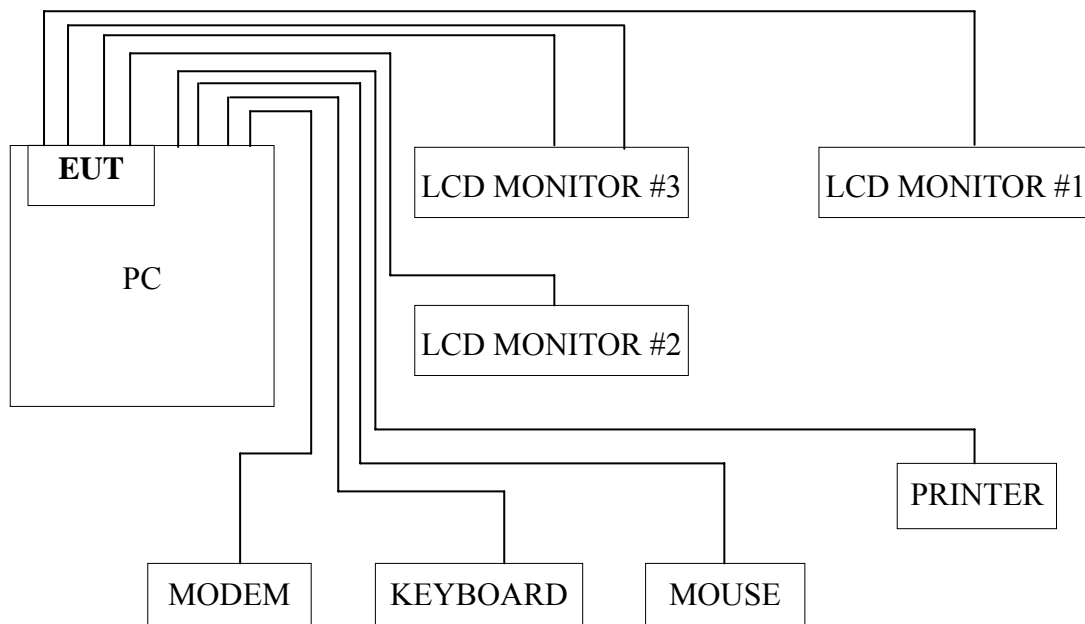 EUT
PC
LCD MONITOR #3
LCD MONITOR #1
LCD MONITOR #2
PRINTER
MODEM
KEYBOARD
MOUSE